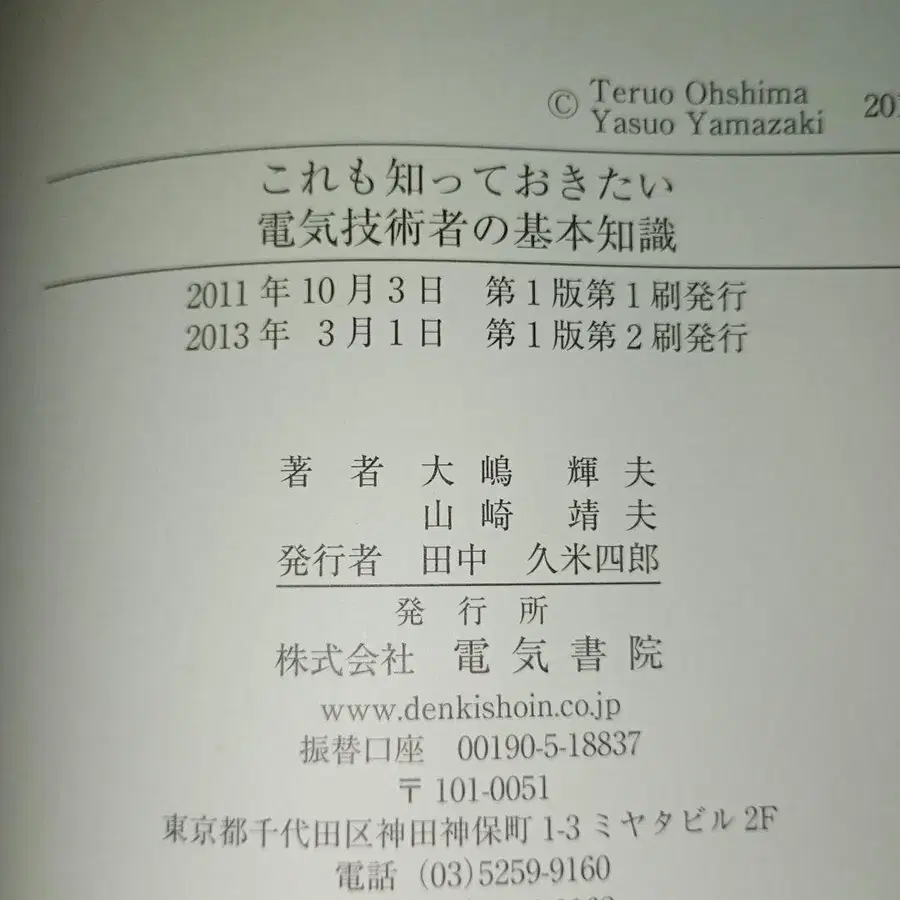 © Teruo Ohshima
Yasuo Yamazaki
これも知っておきたい
電気技術者の基本知識
2011年10月3日 第1版第1刷発行
2013年 3月1日 第1版第2刷発行
著 者 大嶋 輝夫
山崎 靖夫
発行者 田中 久米四郎
発 行 所
株式会社 電気書院
www.denkishoin.co.jp
振替口座 00190-5-18837
〒101-0051
東京都千代田区神田神保町1-3ミヤタビル2F
電話 (03)5259-9160